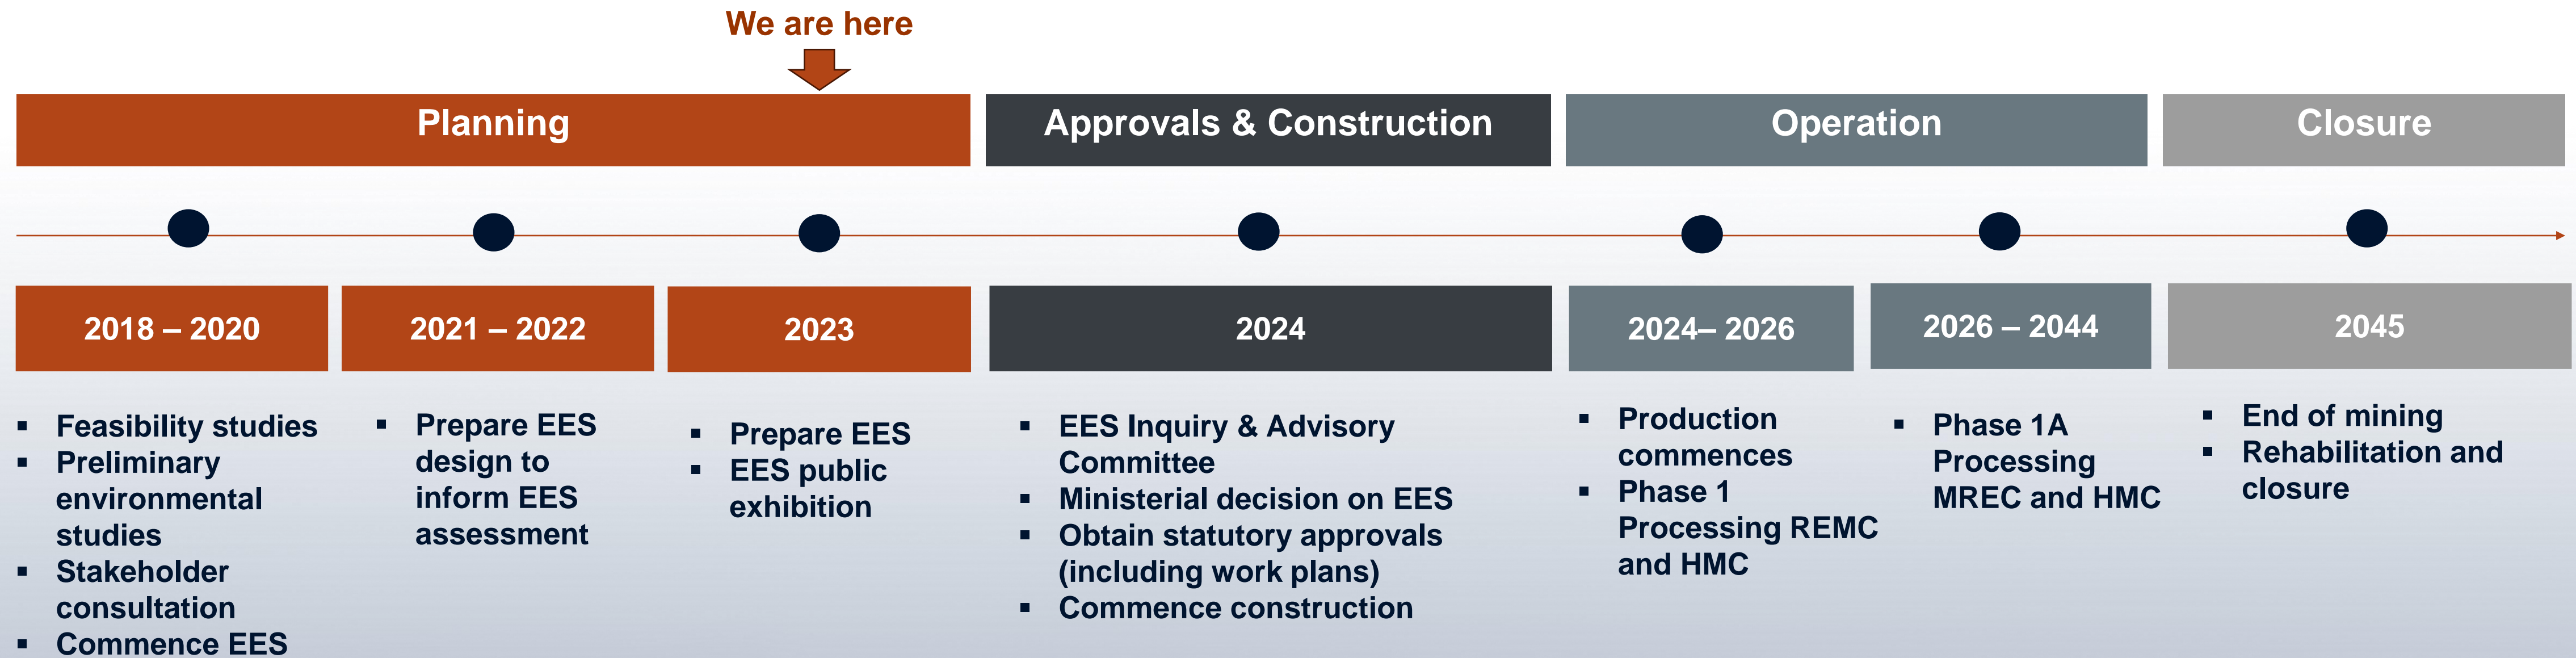 We are here
Planning
Approvals & Construction
Operation
Closure
2018 – 2020
2021 – 2022
2023
2024
2024– 2026
2026 – 2044
2045
▪ Feasibility studies
▪ Preliminary
environmental
studies
▪ Stakeholder
consultation
▪ Commence EES
▪ Prepare EES
design to
inform EES
assessment
▪ Prepare EES
▪ EES public
exhibition
▪ EES Inquiry & Advisory
Committee
▪ Ministerial decision on EES
▪ Obtain statutory approvals
(including work plans)
▪ Commence construction
▪ Production
commences
▪ Phase 1
Processing REMC
and HMC
▪ Phase 1A
Processing
MREC and HMC
▪ End of mining
▪ Rehabilitation and
closure